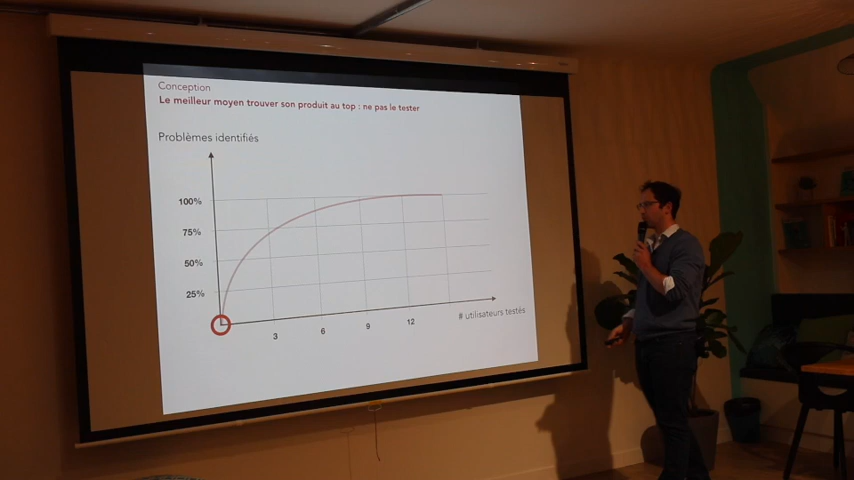 Conception
Le meilleur moyen trouver son produit au top : ne pas le tester
Problèmes identifiés
100%
75%
50%
25%
3
6
9
12
# utilisateurs testés